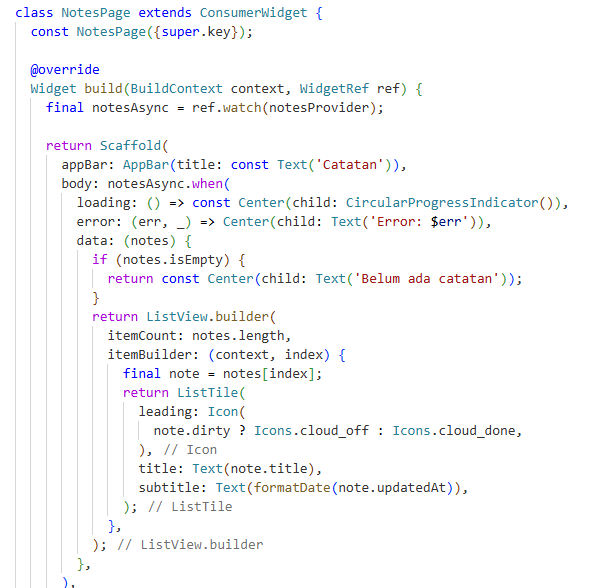 class NotesPage extends ConsumerWidget {
  const NotesPage({super.key});

  @override
  Widget build(BuildContext context, WidgetRef ref) {
    final notesAsync = ref.watch(notesProvider);

    return Scaffold(
      appBar: AppBar(title: const Text('Catatan')),
      body: notesAsync.when(
        loading: () => const Center(child: CircularProgressIndicator()),
        error: (err, _) => Center(child: Text('Error: $err')),
        data: (notes) {
          if (notes.isEmpty) {
            return const Center(child: Text('Belum ada catatan'));
          }
          return ListView.builder(
            itemCount: notes.length,
            itemBuilder: (context, index) {
              final note = notes[index];
              return ListTile(
                leading: Icon(
                  note.dirty ? Icons.cloud_off : Icons.cloud_done,
                ), // Icon
                title: Text(note.title),
                subtitle: Text(formatDate(note.updatedAt)),
              ); // ListTile
            },
          ); // ListView.builder
        },
      ),